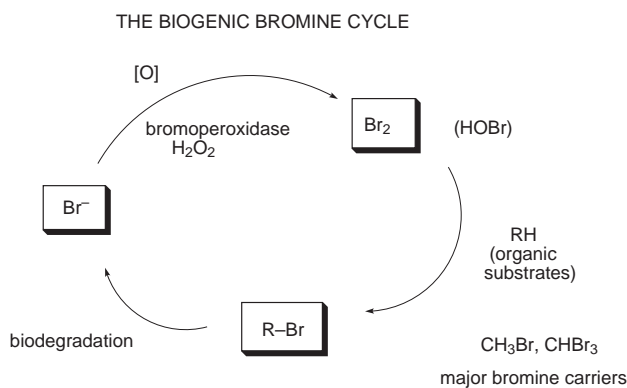 THE BIOGENIC BROMINE CYCLE
[O]
bromoperoxidase
H₂O₂
Br₂
(HOBr)
Br⁻
RH
(organic
substrates)
R–Br
biodegradation
CH₃Br, CHBr₃
major bromine carriers